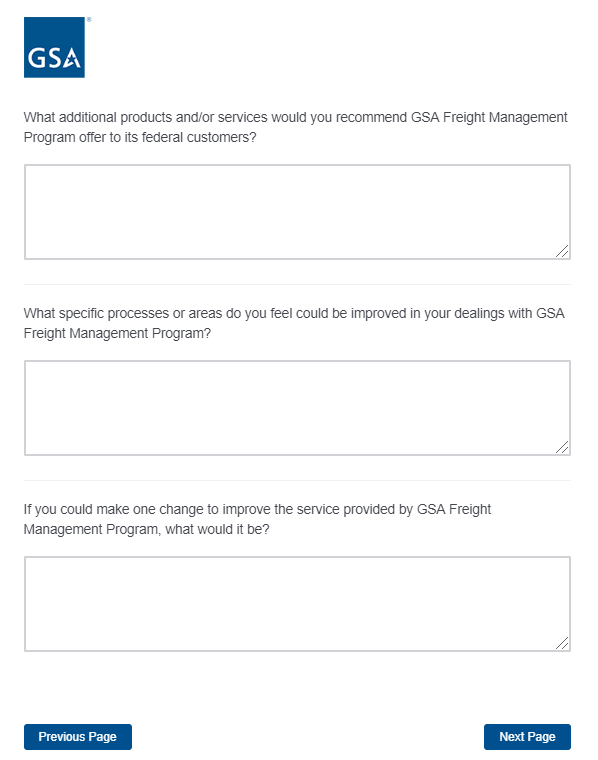 GSA
What additional products and/or services would you recommend GSA Freight Management
Program offer to its federal customers?
What specific processes or areas do you feel could be improved in your dealings with GSA
Freight Management Program?
If you could make one change to improve the service provided by GSA Freight
Management Program, what would it be?
Previous Page
Next Page